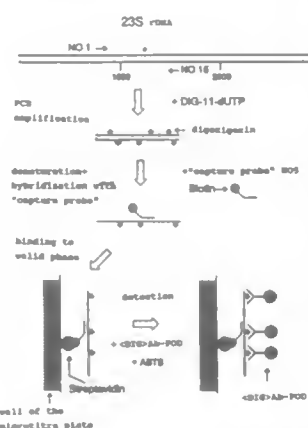 23S rDNA
NO 1
1000
2000
NO 16
+ DIG-11-dUTP
PCR
amplification
digoxigenin
denaturation+
hybridization with
"capture probe"
+"capture probe" NO5
Biotin
binding to
solid phase
detection
+ <DIG>Ab-POD
+ ABTS
Streptavidin
wall of the
microtitre plate
<DIG>Ab-POD